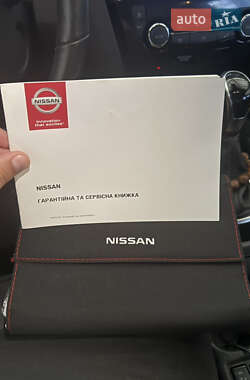 auto
RIA
NISSAN
Innovation
that excites
NISSAN
ГАРАНТІЙНА ТА СЕРВІСНА КНИЖКА
NISSAN